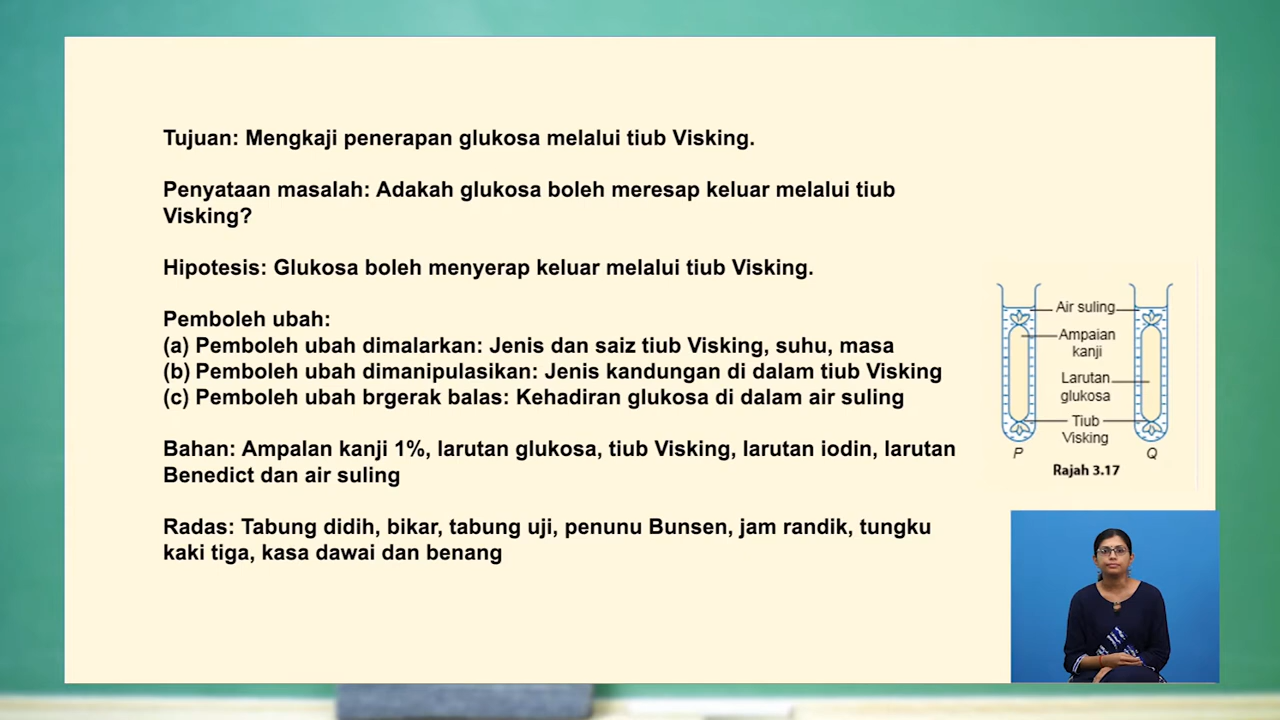 Tujuan: Mengkaji penerapan glukosa melalui tiub Visking.
Penyataan masalah: Adakah glukosa boleh meresap keluar melalui tiub
Visking?
Hipotesis: Glukosa boleh menyerap keluar melalui tiub Visking.
Pemboleh ubah:
(a) Pemboleh ubah dimalarkan: Jenis dan saiz tiub Visking, suhu, masa
(b) Pemboleh ubah dimanipulasikan: Jenis kandungan di dalam tiub Visking
(c) Pemboleh ubah brgerak balas: Kehadiran glukosa di dalam air suling
Bahan: Ampalan kanji 1%, larutan glukosa, tiub Visking, larutan iodin, larutan
Benedict dan air suling
Radas: Tabung didih, bikar, tabung uji, penunu Bunsen, jam randik, tungku
kaki tiga, kasa dawai dan benang
Air suling
Ampaian
kanji
Larutan
glukosa
Tiub
Visking
P
Q
Rajah 3.17